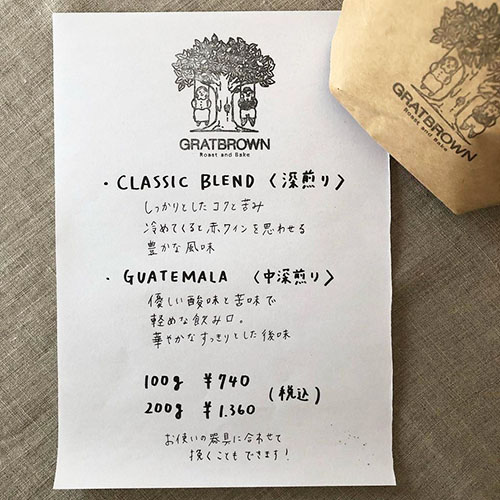 GRATBROWN
Roast and Bake
・CLASSIC BLEND 〈深煎り〉
しっかりとしたコクと苦み
冷めてくると赤ワインを思わせる
豊かな風味
・GUATEMALA 〈中深煎り〉
優しい酸味と苦味で
軽めな飲み口。
華やかなすっきりとした後味
100g ¥740
200g ¥1.360
(税込)
お使いの器具に合わせて
挽くこともできます!
GRATBROWN
Roast and Bake